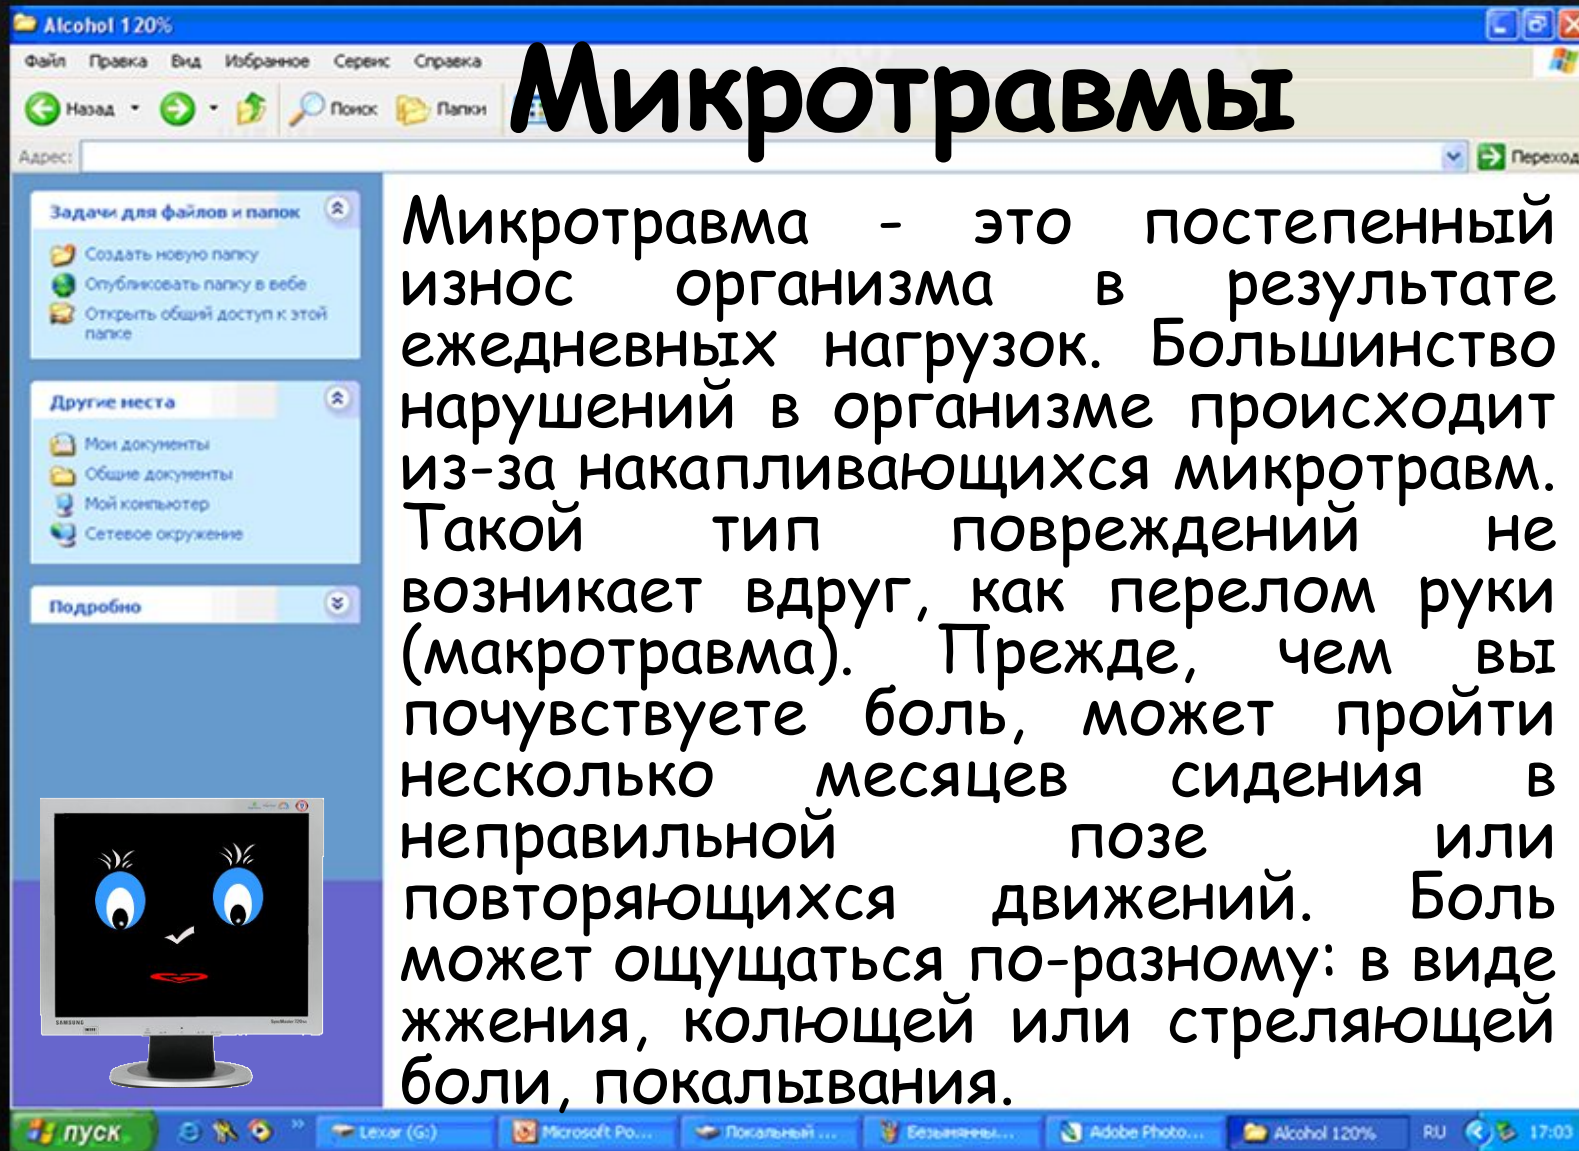 Alcohol 120%
Файл Правка Вид Избранное Сервис Справка
Микротравмы
Назад Поиск Папки
Адрес: Переход
Задачи для файлов и папок
Создать новую папку
Опубликовать папку в вебе
Открыть общий доступ к этой
папке
Другие места
Мои документы
Общие документы
Мой компьютер
Сетевое окружение
Подробно
Микротравма - это постепенный
износ организма в результате
ежедневных нагрузок. Большинство
нарушений в организме происходит
из-за накапливающихся микротравм.
Такой тип повреждений не
возникает вдруг, как перелом руки
(макротравма). Прежде, чем вы
почувствуете боль, может пройти
несколько месяцев сидения в
неправильной позе или
повторяющихся движений. Боль
может ощущаться по-разному: в виде
жжения, колющей или стреляющей
боли, покалывания.
SAMSUNG
пуск Lexar (G:) Microsoft Po... Локальный ... Безымянны... Adobe Photo... Alcohol 120% RU 17:03